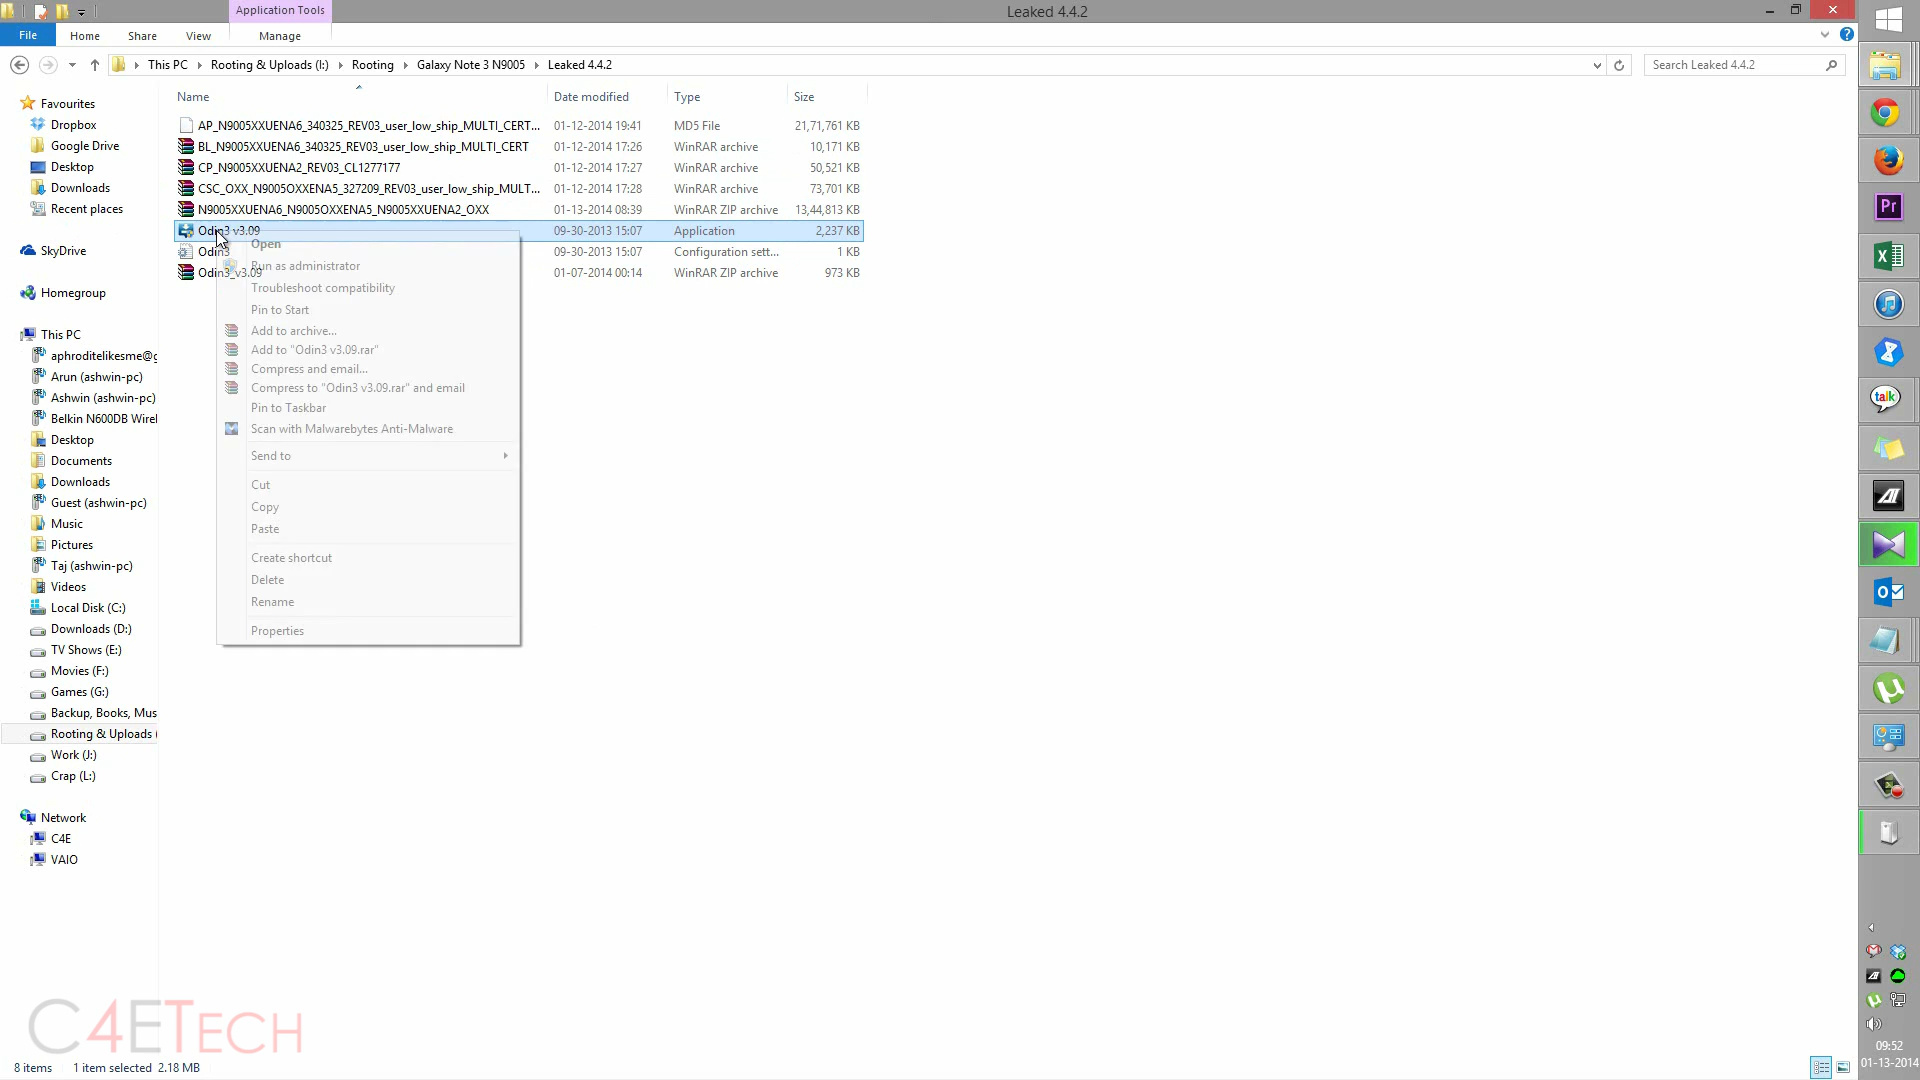 Application Tools
Leaked 4.4.2
File
Home
Share
View
Manage
This PC
Rooting & Uploads (I:)
Rooting
Galaxy Note 3 N9005
Leaked 4.4.2
Search Leaked 4.4.2
Name
Date modified
Type
Size
AP_N9005XXUENA6_340325_REV03_user_low_ship_MULTI_CERT... 01-12-2014 19:41 MD5 File 21,71,761 KB
BL_N9005XXUENA6_340325_REV03_user_low_ship_MULTI_CERT 01-12-2014 17:26 WinRAR archive 10,171 KB
CP_N9005XXUENA2_REV03_CL1277177 01-12-2014 17:27 WinRAR archive 50,521 KB
CSC_OXX_N9005OXXENA5_327209_REV03_user_low_ship_MULT... 01-12-2014 17:28 WinRAR archive 73,701 KB
N9005XXUENA6_N9005OXXENA5_N9005XXUENA2_OXX 01-13-2014 08:39 WinRAR ZIP archive 13,44,813 KB
Odin3 v3.09 09-30-2013 15:07 Application 2,237 KB
Odin3 09-30-2013 15:07 Configuration sett... 1 KB
Odin3_v3.09 01-07-2014 00:14 WinRAR ZIP archive 973 KB
Open
Run as administrator
Troubleshoot compatibility
Pin to Start
Add to archive...
Add to "Odin3 v3.09.rar"
Compress and email...
Compress to "Odin3 v3.09.rar" and email
Pin to Taskbar
Scan with Malwarebytes Anti-Malware
Send to
Cut
Copy
Paste
Create shortcut
Delete
Rename
Properties
Favourites
Dropbox
Google Drive
Desktop
Downloads
Recent places
SkyDrive
Homegroup
This PC
aphroditelikesme@g
Arun (ashwin-pc)
Ashwin (ashwin-pc)
Belkin N600DB Wirel
Desktop
Documents
Downloads
Guest (ashwin-pc)
Music
Pictures
Taj (ashwin-pc)
Videos
Local Disk (C:)
Downloads (D:)
TV Shows (E:)
Movies (F:)
Games (G:)
Backup, Books, Mus
Rooting & Uploads (
Work (J:)
Crap (L:)
Network
C4E
VAIO
C4ETech
8 items
1 item selected 2.18 MB
Pr
talk
09:52
01-13-2014